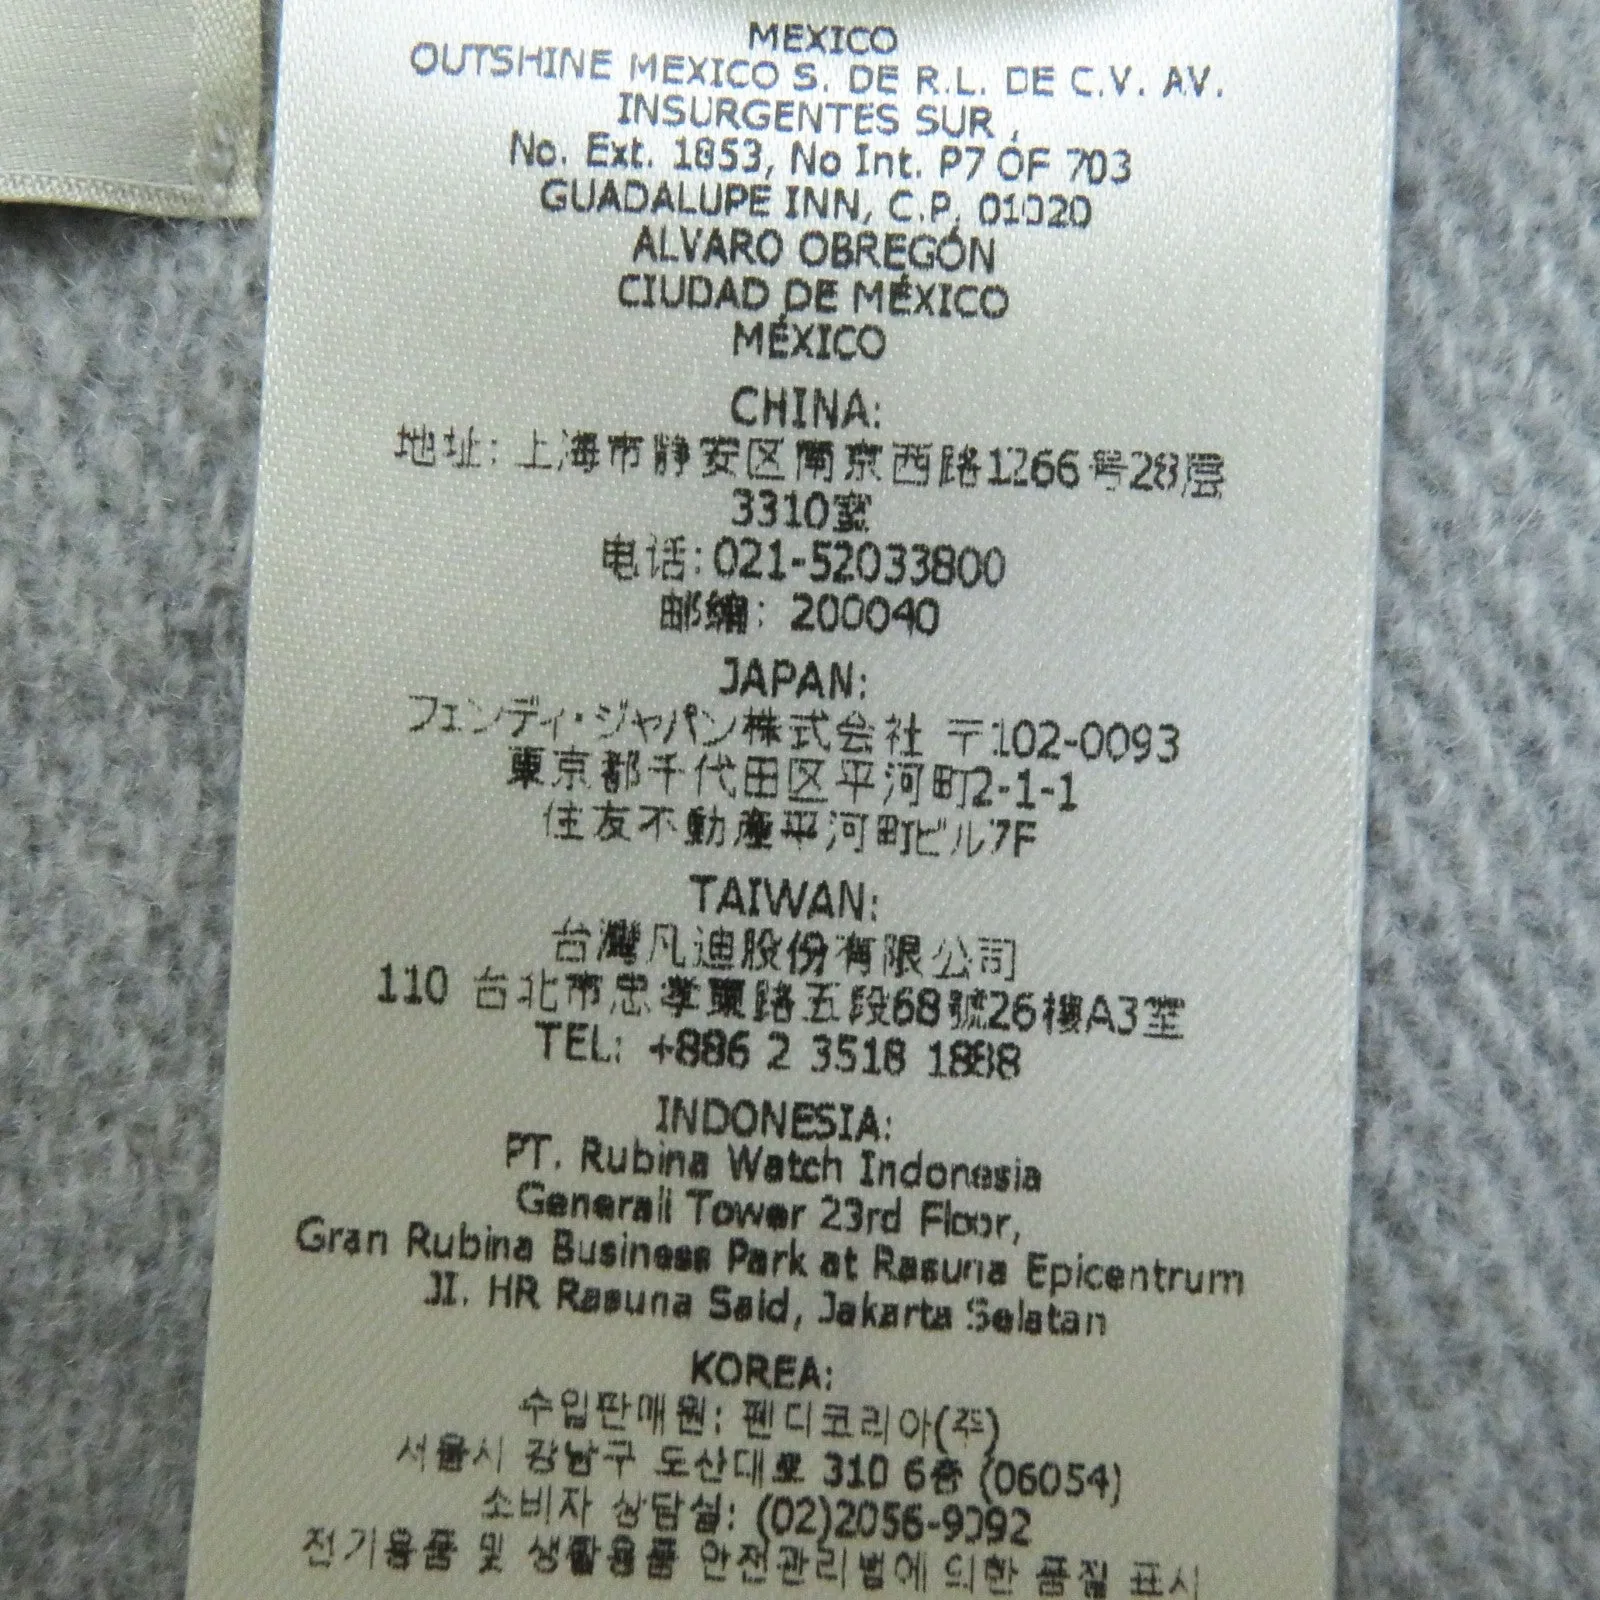 MEXICO
OUTSHINE MEXICO S. DE R.L. DE C.V. AV.
INSURGENTES SUR ,
No. Ext. 1853, No Int. P7 OF 703
GUADALUPE INN, C.P. 01020
ALVARO OBREGÓN
CIUDAD DE MÉXICO
MÉXICO
CHINA:
地址: 上海市静安区南京西路1266号28层
3310室
电话: 021-52033800
邮编: 200040
JAPAN:
フェンディ・ジャパン株式会社 〒102-0093
東京都千代田区平河町2-1-1
住友不動産平河町ビル7F
TAIWAN:
台灣凡迪股份有限公司
110 台北市忠孝東路五段68號26樓A3室
TEL: +886 2 3518 1888
INDONESIA:
PT. Rubina Watch Indonesia
Generali Tower 23rd Floor,
Gran Rubina Business Park at Rasuna Epicentrum
Jl. HR Rasuna Said, Jakarta Selatan
KOREA:
수입판매원: 펜디코리아(주)
서울시 강남구 도산대로 310 6층 (06054)
소비자 상담실: (02)2056-9092
전기용품 및 생활용품 안전관리법에 의한 품질 표시